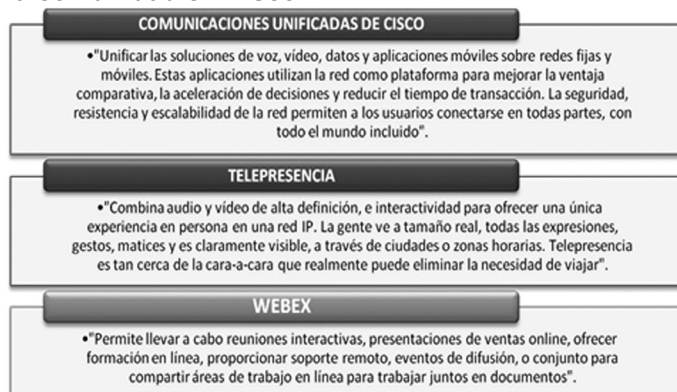 COMUNICACIONES UNIFICADAS DE CISCO
•"Unificar las soluciones de voz, vídeo, datos y aplicaciones móviles sobre redes fijas y
móviles. Estas aplicaciones utilizan la red como plataforma para mejorar la ventaja
comparativa, la aceleración de decisiones y reducir el tiempo de transacción. La seguridad,
resistencia y escalabilidad de la red permiten a los usuarios conectarse en todas partes, con
todo el mundo incluido".
TELEPRESENCIA
•"Combina audio y vídeo de alta definición, e interactividad para ofrecer una única
experiencia en persona en una red IP. La gente ve a tamaño real, todas las expresiones,
gestos, matices y es claramente visible, a través de ciudades o zonas horarias. Telepresencia
es tan cerca de la cara-a-cara que realmente puede eliminar la necesidad de viajar".
WEBEX
•"Permite llevar a cabo reuniones interactivas, presentaciones de ventas online, ofrecer
formación en línea, proporcionar soporte remoto, eventos de difusión, o conjunto para
compartir áreas de trabajo en línea para trabajar juntos en documentos".